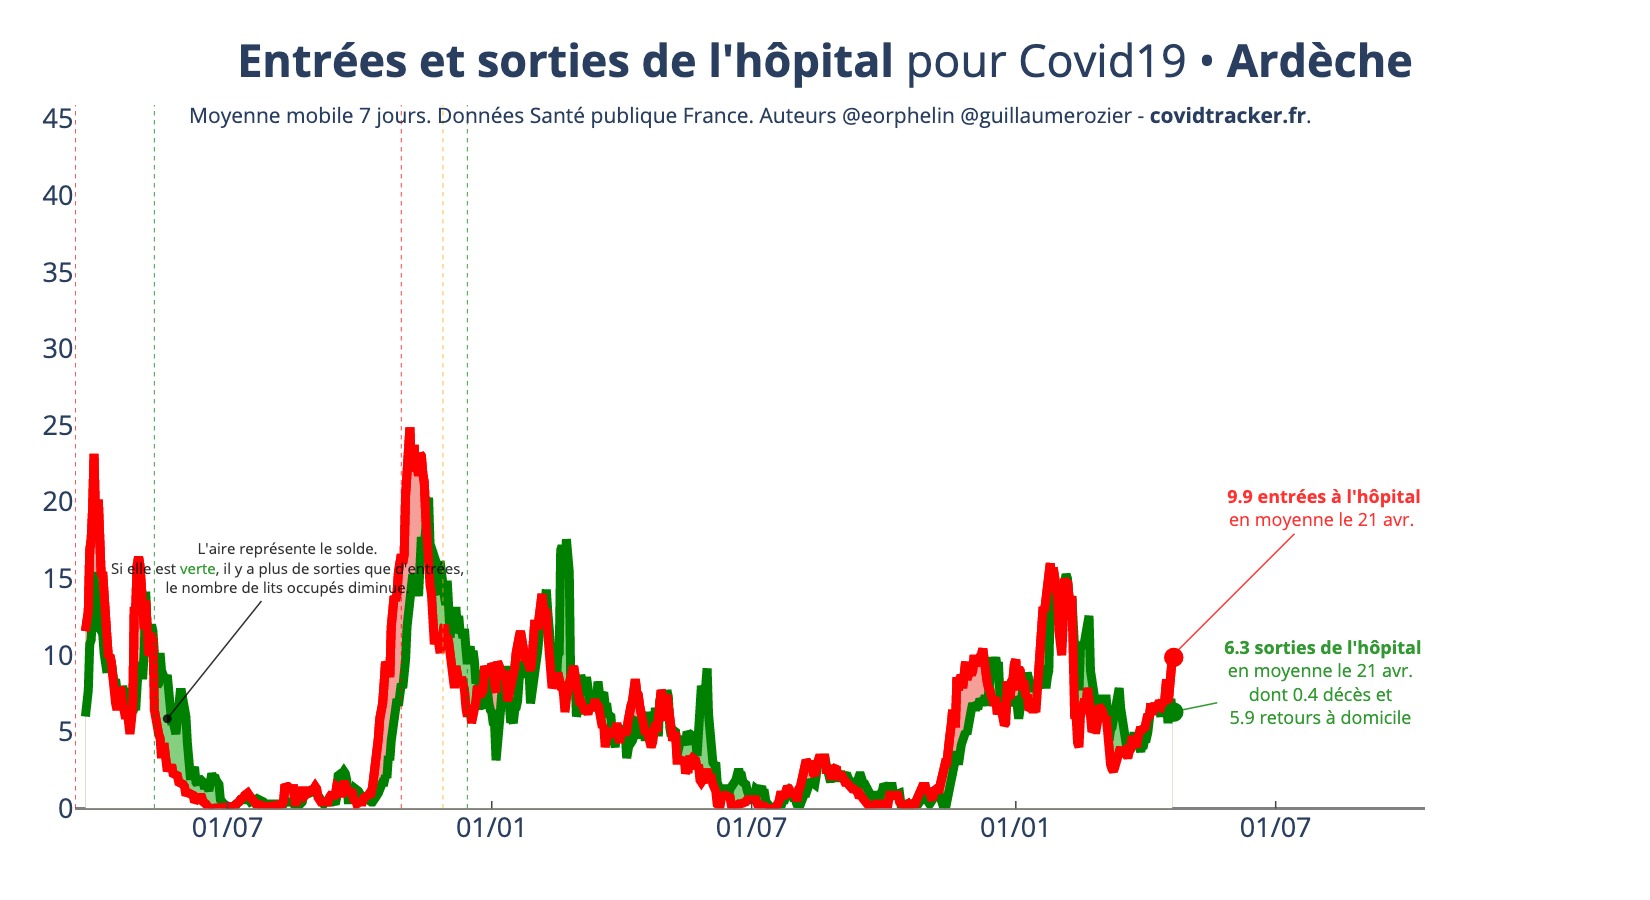 Entrées et sorties de l'hôpital pour Covid19 • Ardèche
Moyenne mobile 7 jours. Données Santé publique France. Auteurs @eorphelin @guillaumerozier - covidtracker.fr.
45
40
35
30
25
20
15
10
5
0
L'aire représente le solde.
Si elle est verte, il y a plus de sorties que d'entrées,
le nombre de lits occupés diminue.
9.9 entrées à l'hôpital
en moyenne le 21 avr.
6.3 sorties de l'hôpital
en moyenne le 21 avr.
dont 0.4 décès et
5.9 retours à domicile
01/07
01/01
01/07
01/01
01/07